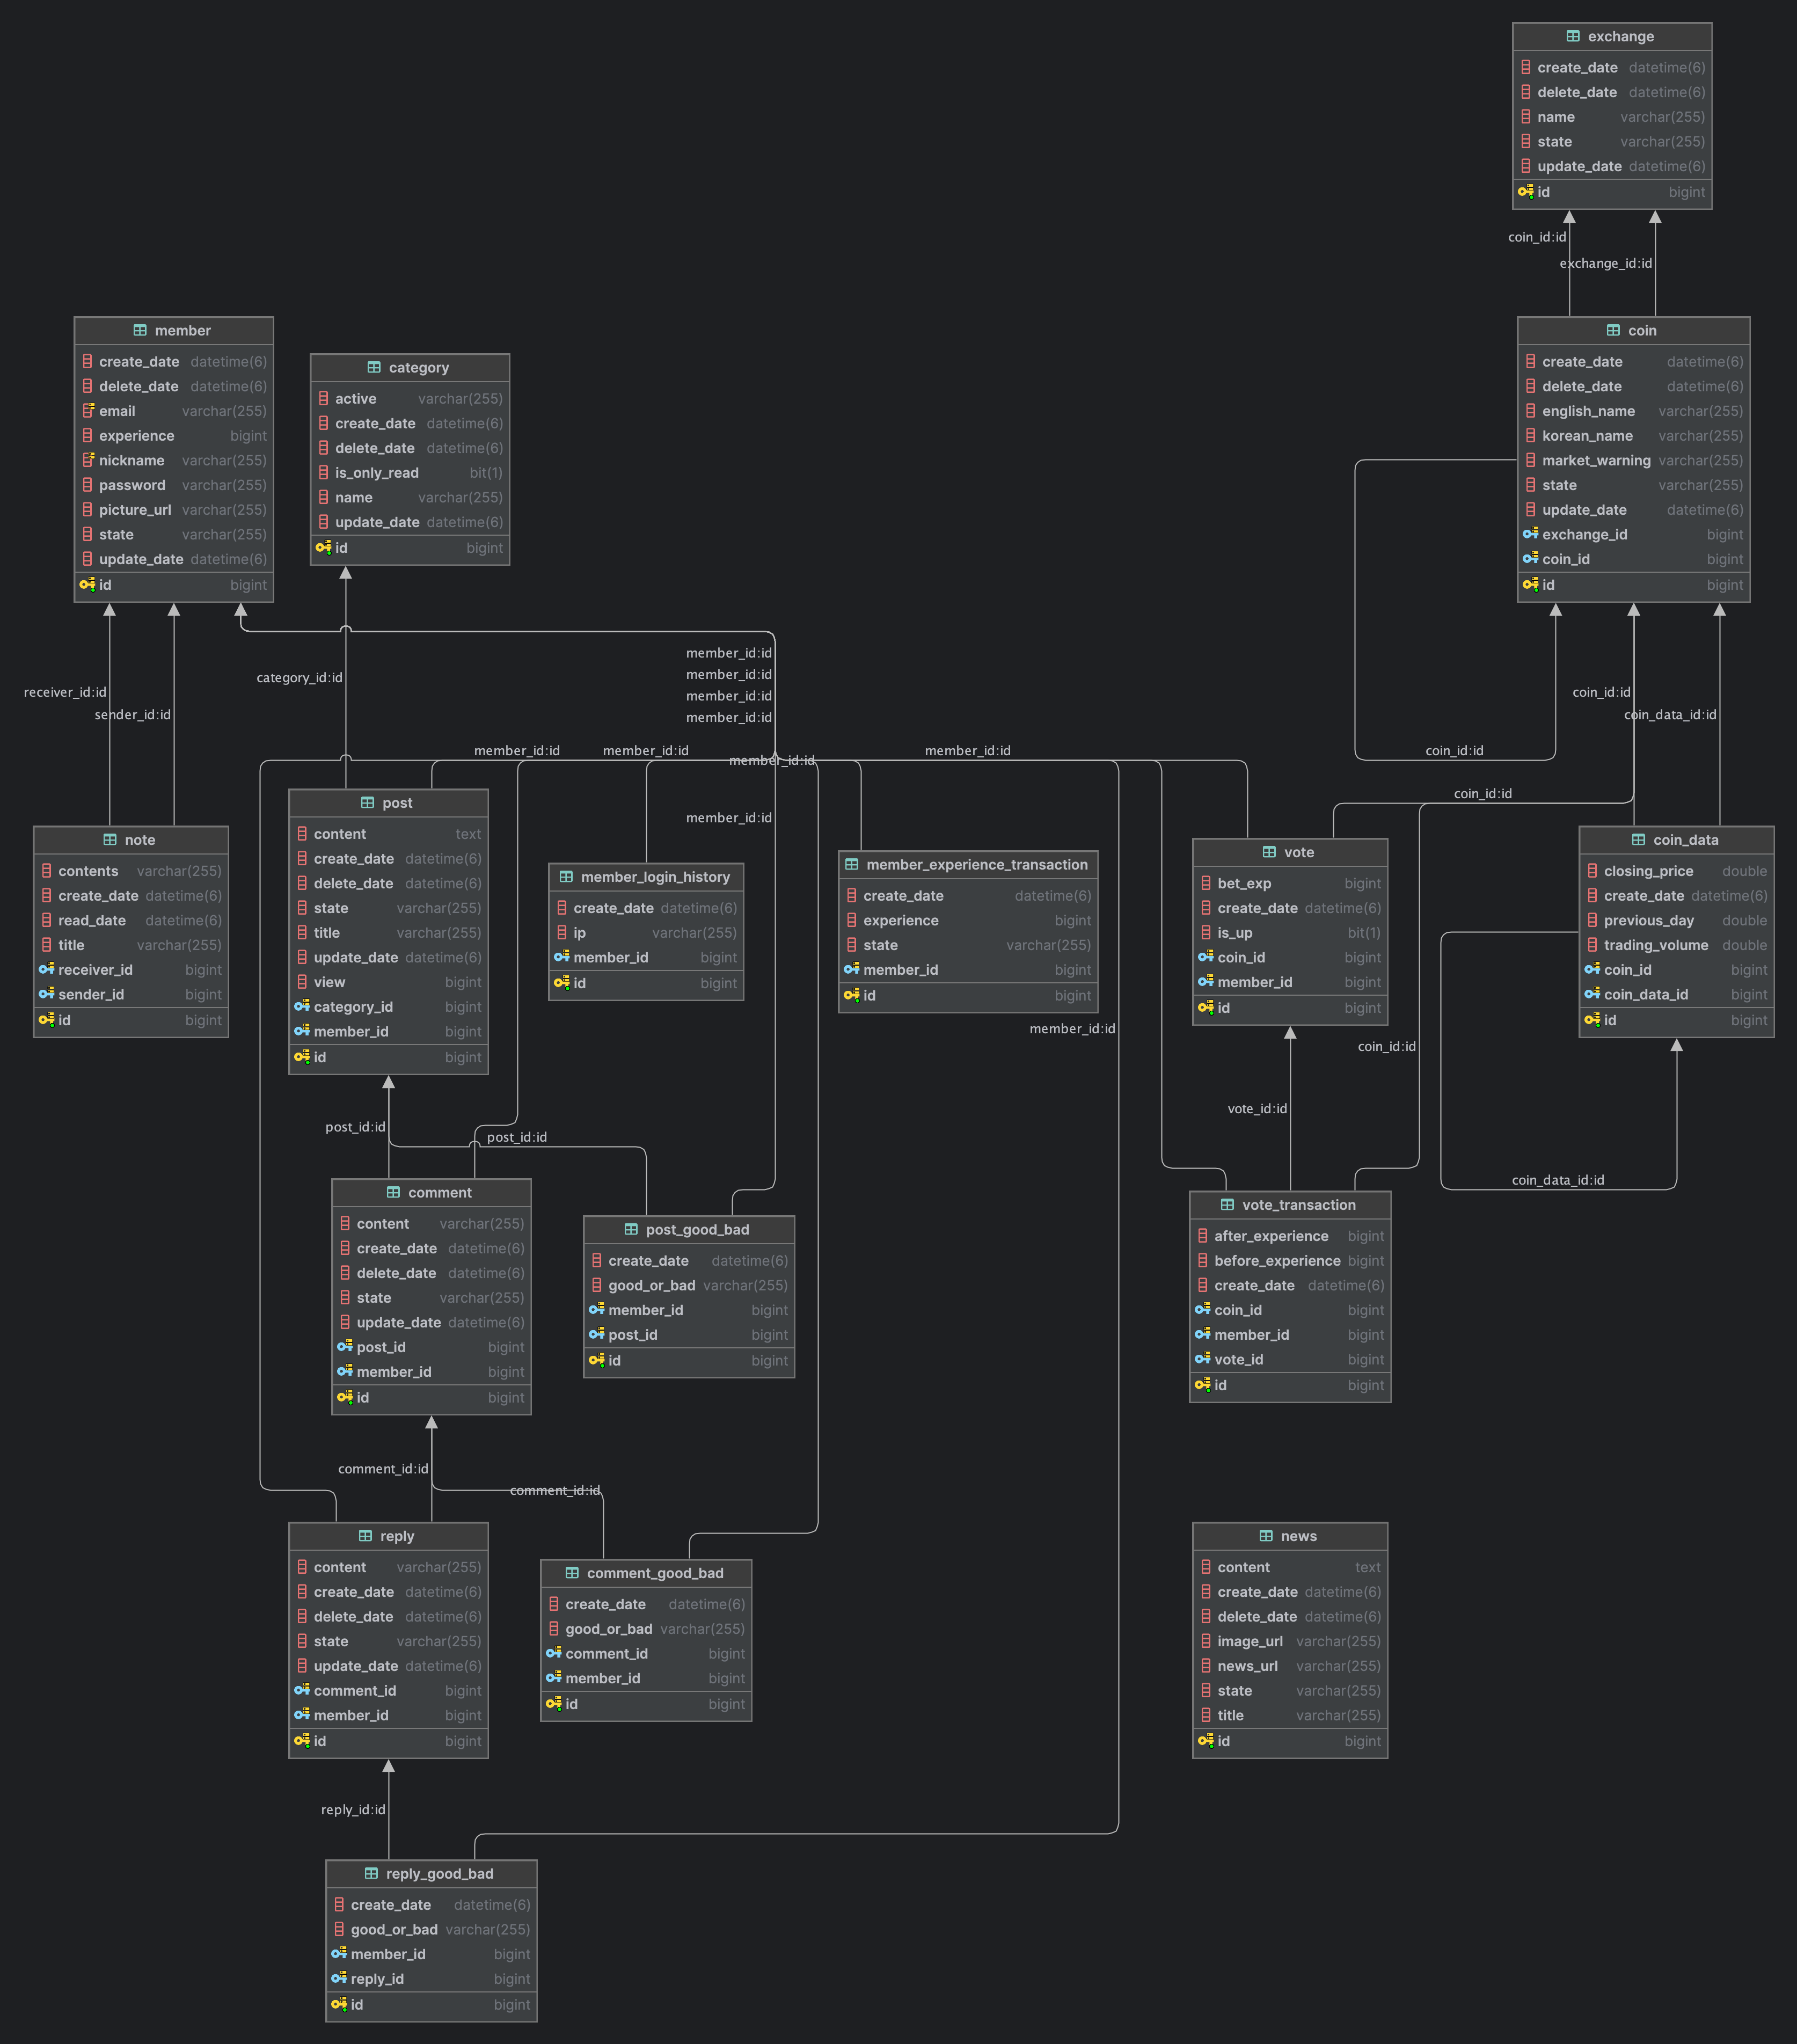 exchange
create_date datetime(6)
delete_date datetime(6)
name varchar(255)
state varchar(255)
update_date datetime(6)
id bigint
coin_id:id
exchange_id:id
member
create_date datetime(6)
delete_date datetime(6)
email varchar(255)
experience bigint
nickname varchar(255)
password varchar(255)
picture_url varchar(255)
state varchar(255)
update_date datetime(6)
id bigint
category
active varchar(255)
create_date datetime(6)
delete_date datetime(6)
is_only_read bit(1)
name varchar(255)
update_date datetime(6)
id bigint
coin
create_date datetime(6)
delete_date datetime(6)
english_name varchar(255)
korean_name varchar(255)
market_warning varchar(255)
state varchar(255)
update_date datetime(6)
exchange_id bigint
coin_id bigint
id bigint
receiver_id:id
sender_id:id
category_id:id
member_id:id
member_id:id
member_id:id
member_id:id
member_id:id
member_id:id
member_id:id
member_id:id
member_id:id
coin_id:id
coin_data_id:id
coin_id:id
coin_id:id
note
contents varchar(255)
create_date datetime(6)
read_date datetime(6)
title varchar(255)
receiver_id bigint
sender_id bigint
id bigint
post
content text
create_date datetime(6)
delete_date datetime(6)
state varchar(255)
title varchar(255)
update_date datetime(6)
view bigint
category_id bigint
member_id bigint
id bigint
member_login_history
create_date datetime(6)
ip varchar(255)
member_id bigint
id bigint
member_experience_transaction
create_date datetime(6)
experience bigint
state varchar(255)
member_id bigint
id bigint
member_id:id
vote
bet_exp bigint
create_date datetime(6)
is_up bit(1)
coin_id bigint
member_id bigint
id bigint
coin_data
closing_price double
create_date datetime(6)
previous_day double
trading_volume double
coin_id bigint
coin_data_id bigint
id bigint
coin_id:id
vote_id:id
coin_data_id:id
post_id:id
post_id:id
comment
content varchar(255)
create_date datetime(6)
delete_date datetime(6)
state varchar(255)
update_date datetime(6)
post_id bigint
member_id bigint
id bigint
post_good_bad
create_date datetime(6)
good_or_bad varchar(255)
member_id bigint
post_id bigint
id bigint
vote_transaction
after_experience bigint
before_experience bigint
create_date datetime(6)
coin_id bigint
member_id bigint
vote_id bigint
id bigint
comment_id:id
comment_id:id
reply
content varchar(255)
create_date datetime(6)
delete_date datetime(6)
state varchar(255)
update_date datetime(6)
comment_id bigint
member_id bigint
id bigint
comment_good_bad
create_date datetime(6)
good_or_bad varchar(255)
comment_id bigint
member_id bigint
id bigint
news
content text
create_date datetime(6)
delete_date datetime(6)
image_url varchar(255)
news_url varchar(255)
state varchar(255)
title varchar(255)
id bigint
reply_id:id
reply_good_bad
create_date datetime(6)
good_or_bad varchar(255)
member_id bigint
reply_id bigint
id bigint